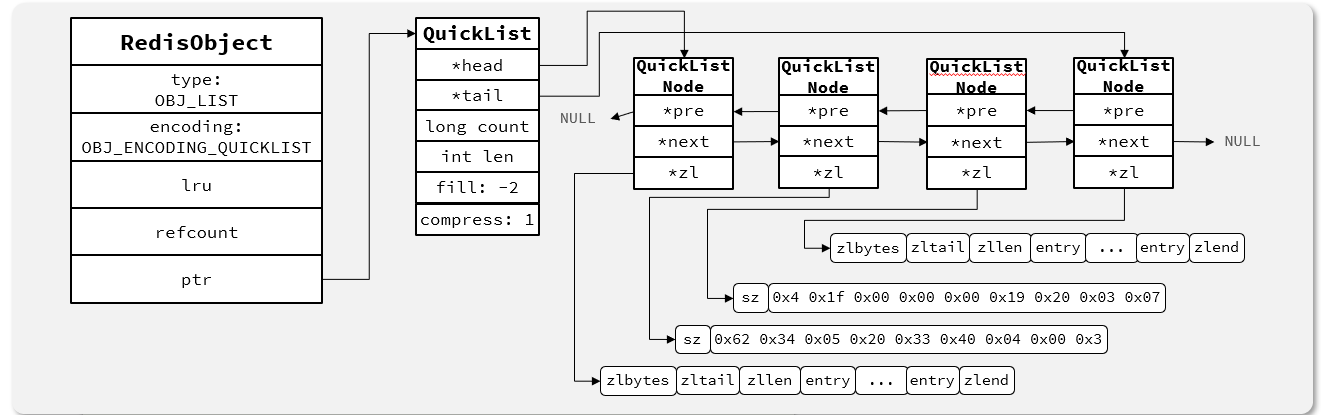 RedisObject
type:
OBJ_LIST
encoding:
OBJ_ENCODING_QUICKLIST
lru
refcount
ptr
QuickList
*head
*tail
long count
int len
fill: -2
compress: 1
NULL
QuickList
Node
*pre
*next
*zl
QuickList
Node
*pre
*next
*zl
QuickList
Node
*pre
*next
*zl
QuickList
Node
*pre
*next
*zl
NULL
zlbytes zltail zllen entry ... entry zlend
sz 0x4 0x1f 0x00 0x00 0x00 0x19 0x20 0x03 0x07
sz 0x62 0x34 0x05 0x20 0x33 0x40 0x04 0x00 0x3
zlbytes zltail zllen entry ... entry zlend